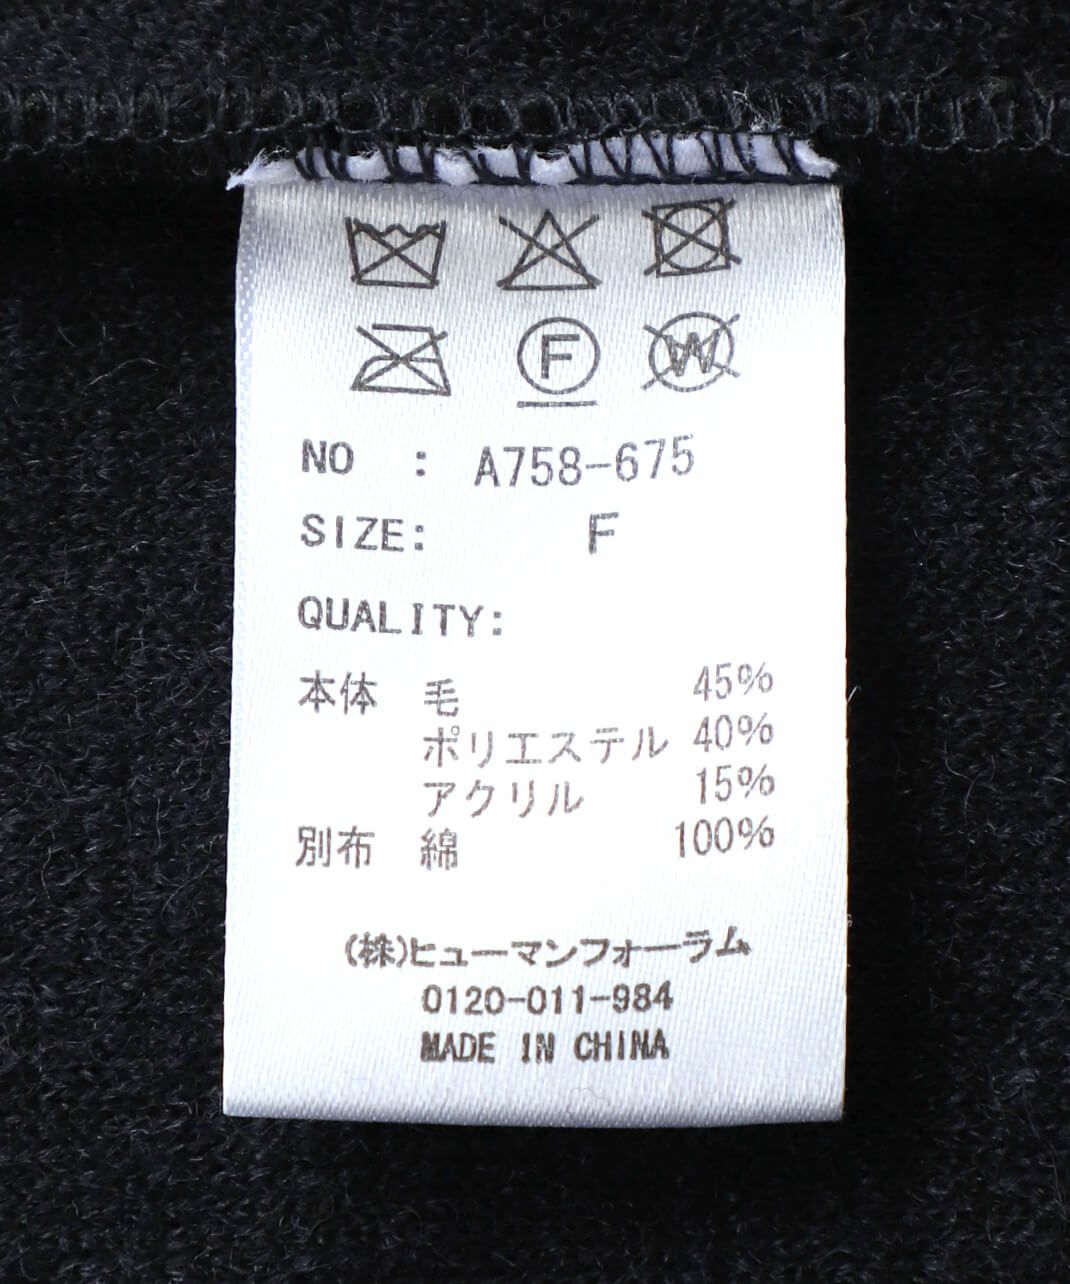 F W
NO : A758-675
SIZE: F
QUALITY:
本体 毛 45%
ポリエステル 40%
アクリル 15%
別布 綿 100%
(株)ヒューマンフォーラム
0120-011-984
MADE IN CHINA